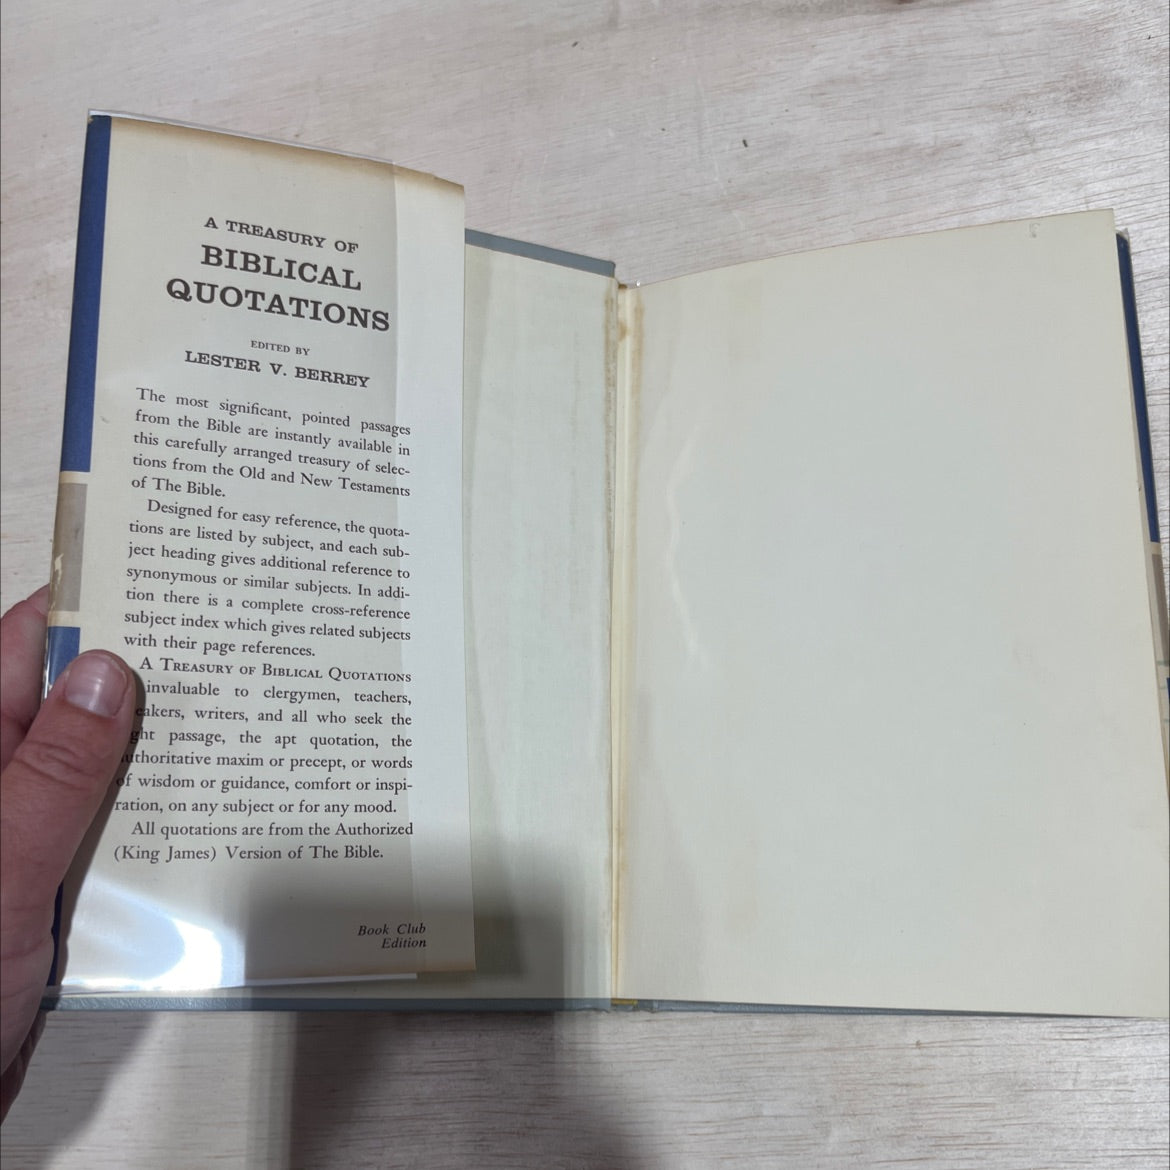 A TREASURY OF
BIBLICAL
QUOTATIONS
EDITED BY
LESTER V. BERREY
The most significant, pointed passages
from the Bible are instantly available in
this carefully arranged treasury of selec-
tions from the Old and New Testaments
of The Bible.
Designed for easy reference, the quota-
tions are listed by subject, and each sub-
ject heading gives additional reference to
synonymous or similar subjects. In addi-
tion there is a complete cross-reference
subject index which gives related subjects
with their page references.
A TREASURY OF BIBLICAL QUOTATIONS
invaluable to clergymen, teachers,
eakers, writers, and all who seek the
ght passage, the apt quotation, the
uthoritative maxim or precept, or words
of wisdom or guidance, comfort or inspi-
ration, on any subject or for any mood.
All quotations are from the Authorized
(King James) Version of The Bible.
Book Club
Edition